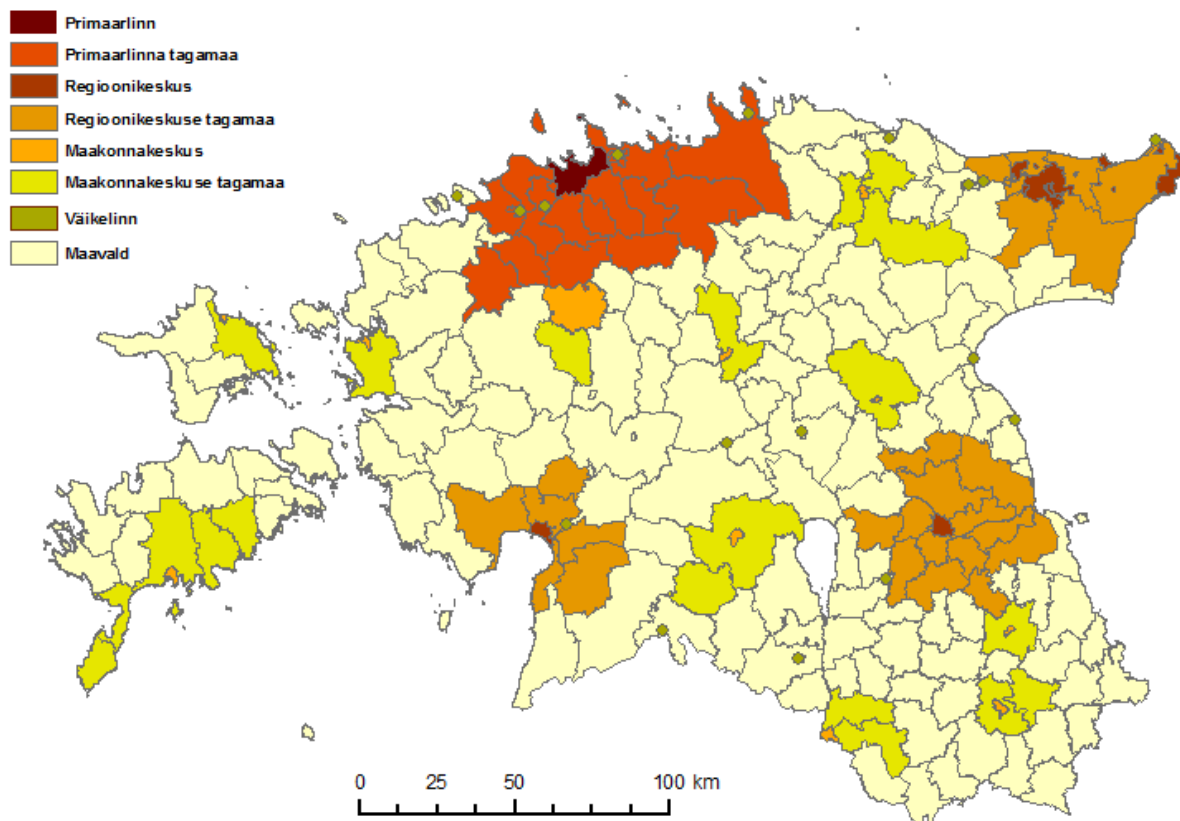 Primaarlinn
Primaarlinna tagamaa
Regioonikeskus
Regioonikeskuse tagamaa
Maakonnakeskus
Maakonnakeskuse tagamaa
Väikelinn
Maavald
0 25 50 100 km